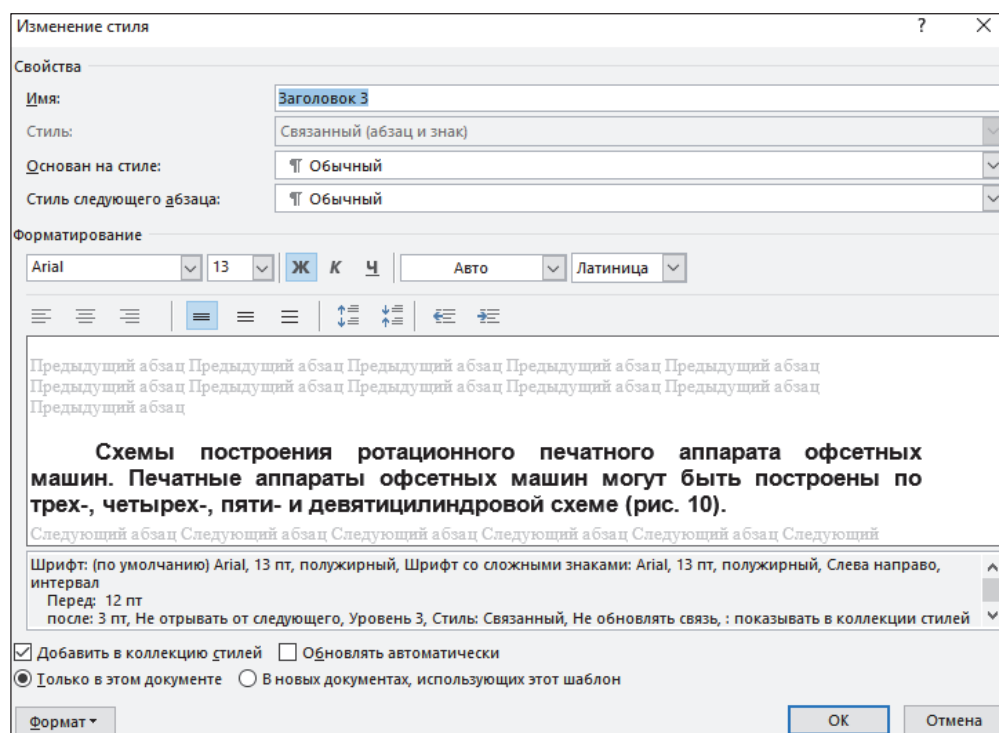 Изменение стиля ?
Свойства
Имя: Заголовок 3
Стиль: Связанный (абзац и знак)
Основан на стиле: ¶ Обычный
Стиль следующего абзаца: ¶ Обычный
Форматирование
Arial 13 Ж К Ч Авто Латиница
Предыдущий абзац Предыдущий абзац Предыдущий абзац Предыдущий абзац Предыдущий абзац
Предыдущий абзац Предыдущий абзац Предыдущий абзац Предыдущий абзац Предыдущий абзац
Предыдущий абзац
Схемы построения ротационного печатного аппарата офсетных
машин. Печатные аппараты офсетных машин могут быть построены по
трех-, четырех-, пяти- и девятицилиндровой схеме (рис. 10).
Следующий абзац Следующий абзац Следующий абзац Следующий абзац Следующий абзац Следующий
Шрифт: (по умолчанию) Arial, 13 пт, полужирный, Шрифт со сложными знаками: Arial, 13 пт, полужирный, Слева направо,
интервал
Перед: 12 пт
после: 3 пт, Не отрывать от следующего, Уровень 3, Стиль: Связанный, Не обновлять связь, : показывать в коллекции стилей
Добавить в коллекцию стилей Обновлять автоматически
Только в этом документе В новых документах, использующих этот шаблон
Формат ОК Отмена